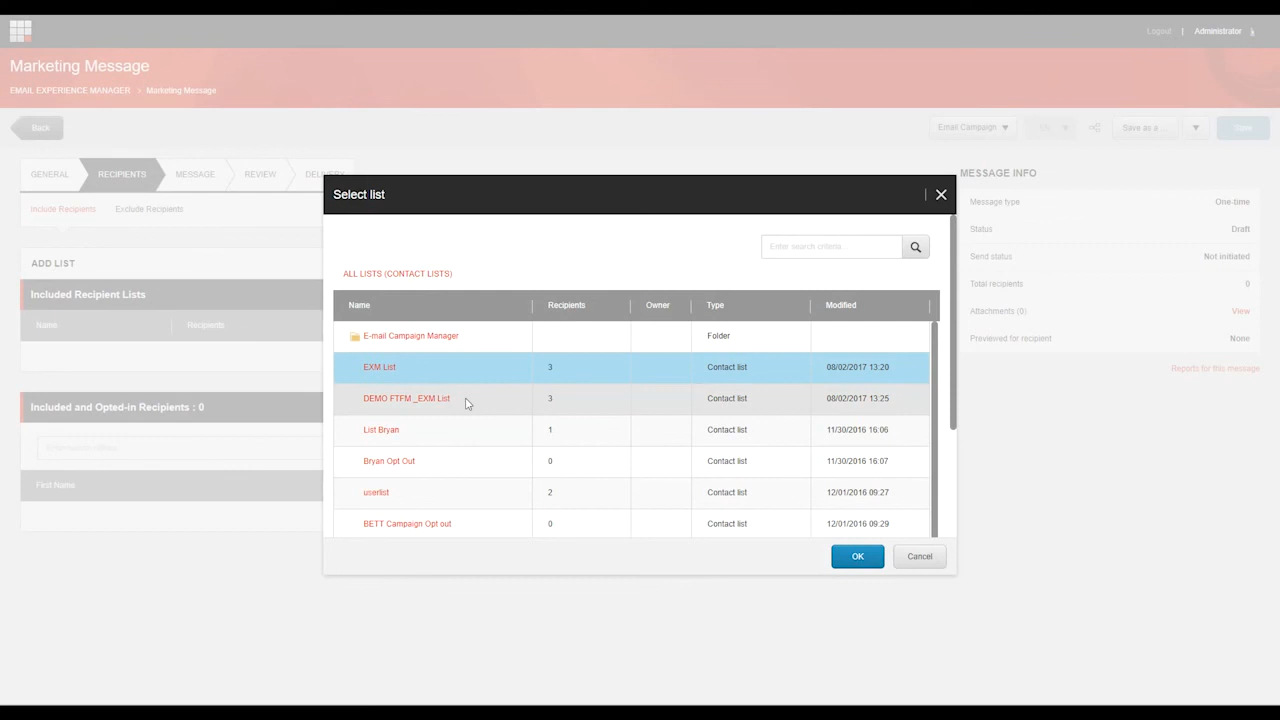 Logout | Administrator
Marketing Message
EMAIL EXPERIENCE MANAGER > Marketing Message
Back
Email Campaign
Save as a ...
GENERAL
RECIPIENTS
MESSAGE
REVIEW
Include Recipients
Exclude Recipients
ADD LIST
Included Recipient Lists
Name Recipients
Included and Opted-in Recipients : 0
First Name
Select list
Enter search criteria
ALL LISTS (CONTACT LISTS)
Name Recipients Owner Type Modified
E-mail Campaign Manager Folder
EXM List 3 Contact list 08/02/2017 13:20
DEMO FTFM _EXM List 3 Contact list 08/02/2017 13:25
List Bryan 1 Contact list 11/30/2016 16:06
Bryan Opt Out 0 Contact list 11/30/2016 16:07
userlist 2 Contact list 12/01/2016 09:27
BETT Campaign Opt out 0 Contact list 12/01/2016 09:29
OK Cancel
MESSAGE INFO
Message type One-time
Status Draft
Send status Not initiated
Total recipients 0
Attachments (0) View
Previewed for recipient None
Reports for this message